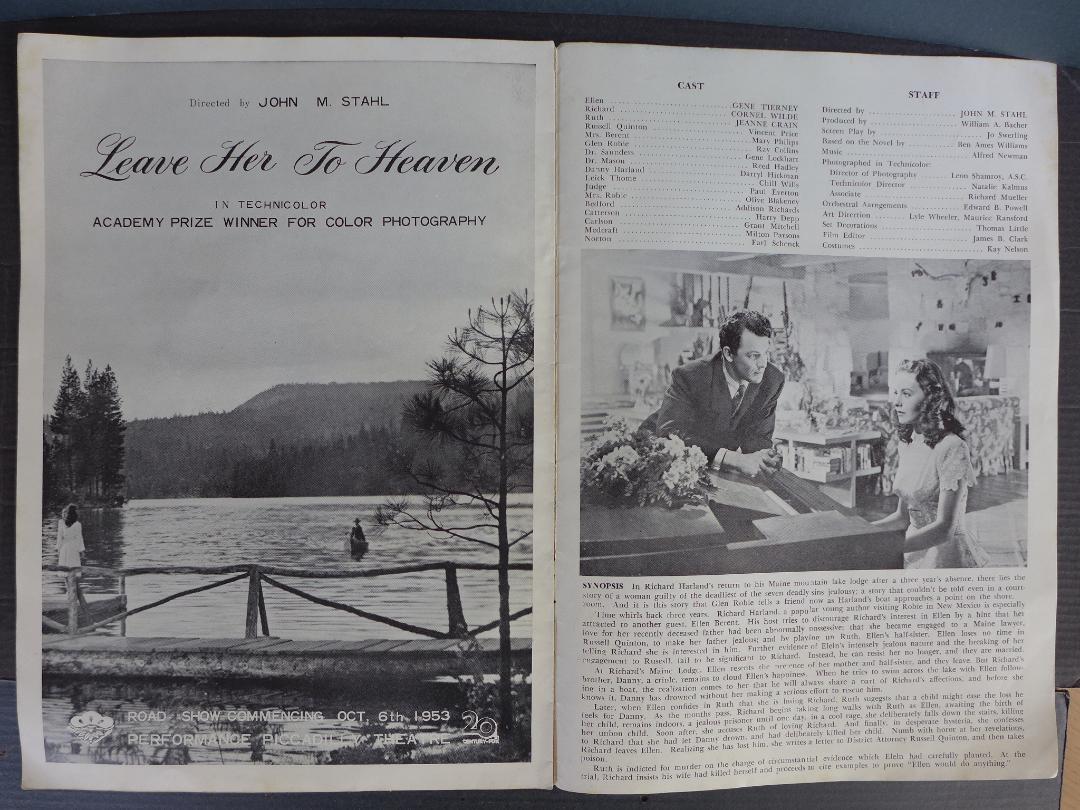 Directed by JOHN M. STAHL
Leave Her To Heaven
IN TECHNICOLOR
ACADEMY PRIZE WINNER FOR COLOR PHOTOGRAPHY
ROAD SHOW COMMENCING OCT. 6th, 1953
PERFORMANCE PICCADILLY THEATRE
20
CENTURY-FOX
CAST
Ellen GENE TIERNEY
Richard CORNEL WILDE
Ruth JEANNE CRAIN
Russell Quinton Vincent Price
Mrs. Berent Mary Philips
Glen Robie Ray Collins
Dr. Saunders Gene Lockhart
Dr. Mason Reed Hadley
Danny Harland Darryl Hickman
Leick Thome Chill Wills
Judge Paul Everton
Mrs. Robie Olive Blakeney
Bedford Addison Richards
Catterson Harry Depp
Carlson Grant Mitchell
Medcraft Milton Parsons
Norton Earl Schenck
STAFF
Directed by JOHN M. STAHL
Produced by William A. Bacher
Screen Play by Jo Swerling
Based on the Novel by Ben Ames Williams
Music Alfred Newman
Photographed in Technicolor:
Director of Photography Leon Shamroy, A.S.C.
Technicolor Director Natalie Kalmus
Associate Richard Mueller
Orchestral Aarengements Edward B. Powell
Art Direction Lyle Wheeler, Maurice Ransford
Set Decorations Thomas Little
Film Editor James B. Clark
Costumes Kay Nelson
SYNOPSIS In Richard Harland's return to his Maine mountain lake lodge after a three year's absence, there lies the
story of a woman guilty of the deadliest of the seven deadly sins jealousy; a story that couldn't be told even in a court-
room. And it is this story that Glen Robie tells a friend now as Harland's boat approaches a point on the shore.
Time whirls back three years. Richard Harland, a popular young author visiting Robie in New Mexico is especially
attracted to another guest, Ellen Berent. His host tries to discourage Richard's interest in Ellen by a hint that her
love for her recently deceased father had been abnormally possessive; that she became engaged to a Maine lawyer,
Russell Quinton, to make her father jealous; and by playing up Ruth, Ellen's half-sister. Ellen loses no time in
telling Richard she is interested in him. Further evidence of Elein's intensely jealous nature and the breaking of her
engagement to Russell, fail to be significant to Richard. Instead, he can resist her no longer, and they are married.
At Richard's Maine Lodge, Ellen resents the presence of her mother and half-sister, and they leave. But Richard's
brother, Danny, a criple, remains to cloud Ellen's happiness. When he tries to swim across the lake with Ellen follow-
ing in a boat, the realization comes to her that he will always share a part of Richard's affections, and before she
knows it, Danny has drowned without her making a serious effort to rescue him.
Later, when Ellen confides in Ruth that she is losing Richard, Ruth suggests that a child might ease the loss he
feels for Danny. As the months pass, Richard begins taking long walks with Ruth as Ellen, awaiting the birth of
her child, remains indoors, a jealous prisoner until one day, in a cool rage, she deliberately falls down the stairs, killing
her unborn child. Soon after, she accuses Ruth of loving Richard. And finally, in desperate hysteria, she confesses
to Richard that she had let Danny drown, and had deliberately killed her child. Numb with horror at her revelations,
Richard leaves Ellen. Realizing she has lost him, she writes a letter to District Attorney Russell Quinton, and then takes
poison.
Ruth is indicted for murder on the charge of circumstantial evidence which Elein had carefully planted. At the
trial, Richard insists his wife had killed herself and proceeds to cite examples to prove "Ellen would do anything."